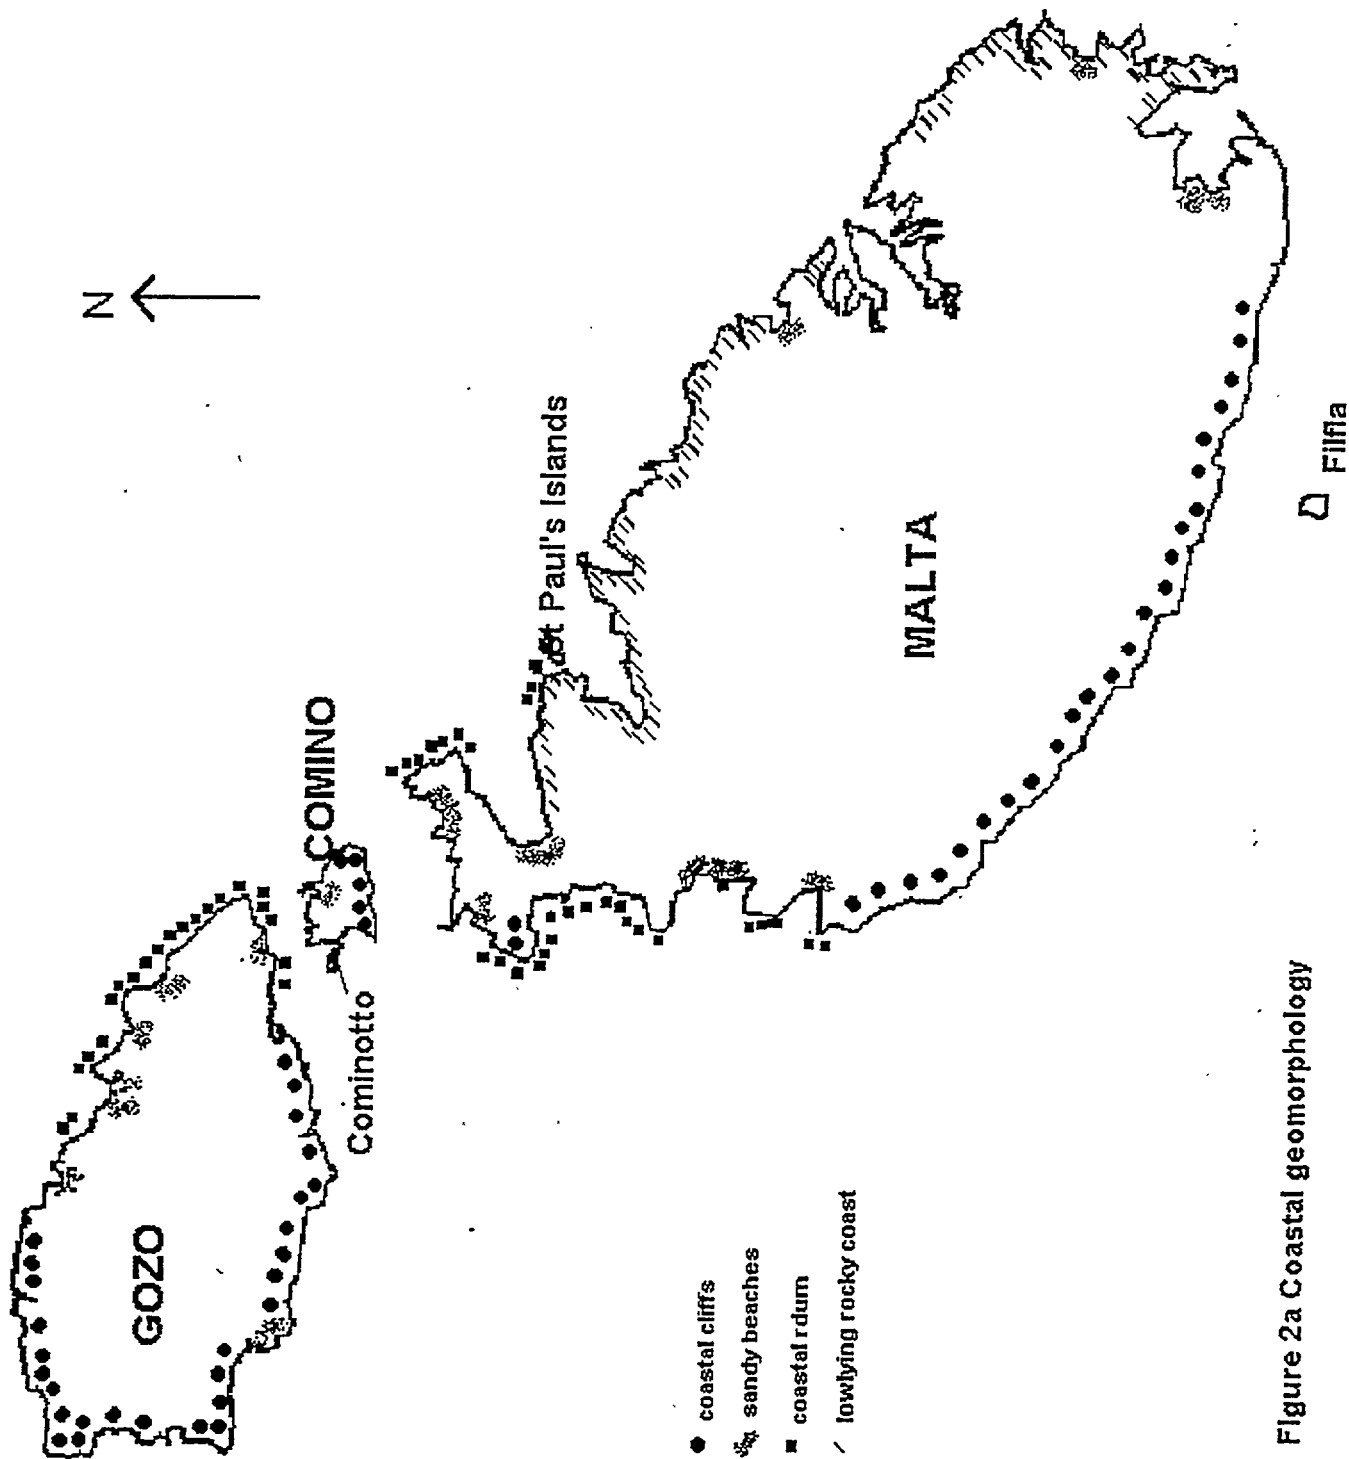 N
GOZO
COMINO
Cominotto
St Paul's Islands
MALTA
Filfla
coastal cliffs
sandy beaches
coastal rdum
lowlying rocky coast
Figure 2a Coastal geomorphology